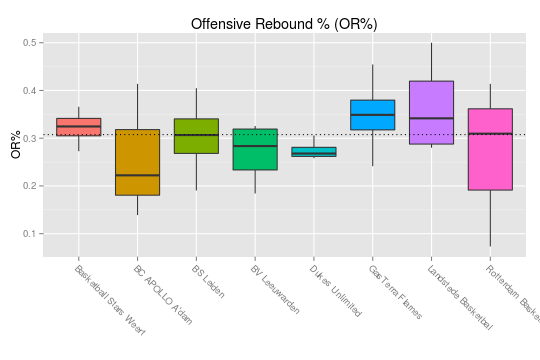 Offensive Rebound % (OR%)
OR%
0.5
0.4
0.3
0.2
0.1
Basketball Stars Weert
BC APOLLO A'dam
BS Leiden
BV Leeuwarden
Dukes Unlimited
GasTerra Flames
Landstede Basketbal
Rotterdam Baske